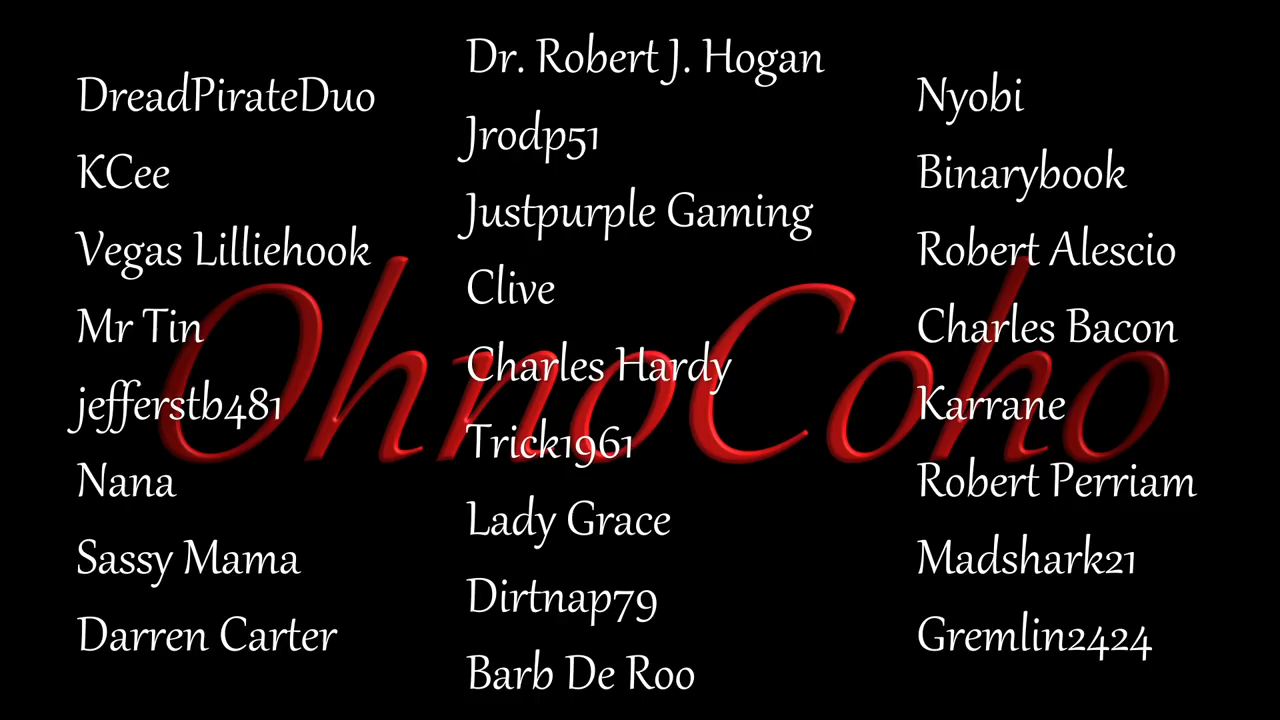 DreadPirateDuo
KCee
Vegas Lilliehook
Mr Tin
jefferstb481
Nana
Sassy Mama
Darren Carter
Dr. Robert J. Hogan
Jrodp51
Justpurple Gaming
Clive
Charles Hardy
Trick1961
Lady Grace
Dirtnap79
Barb De Roo
Nyobi
Binarybook
Robert Alescio
Charles Bacon
Karrane
Robert Perriam
Madshark21
Gremlin2424
OhnoCoho